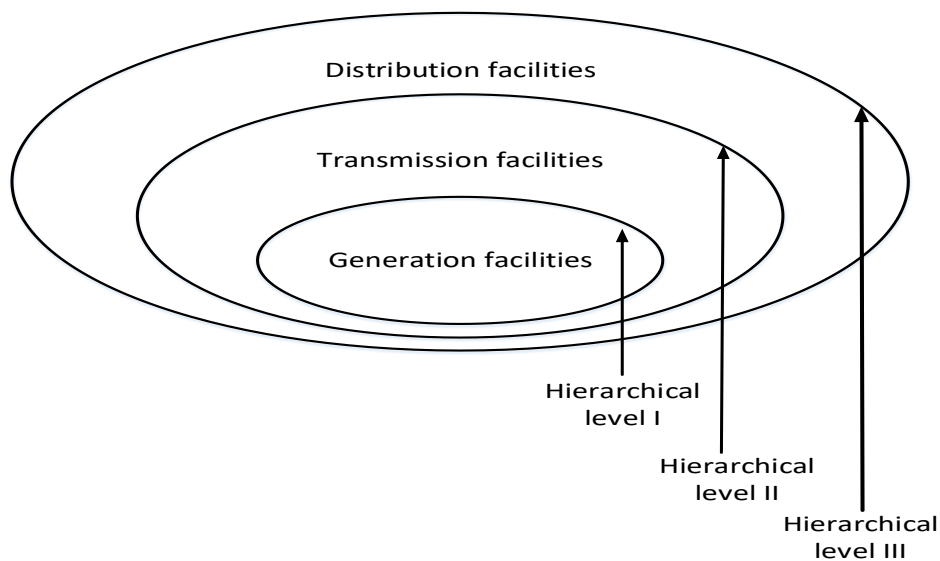 Distribution facilities
Transmission facilities
Generation facilities
Hierarchical
level I
Hierarchical
level II
Hierarchical
level III